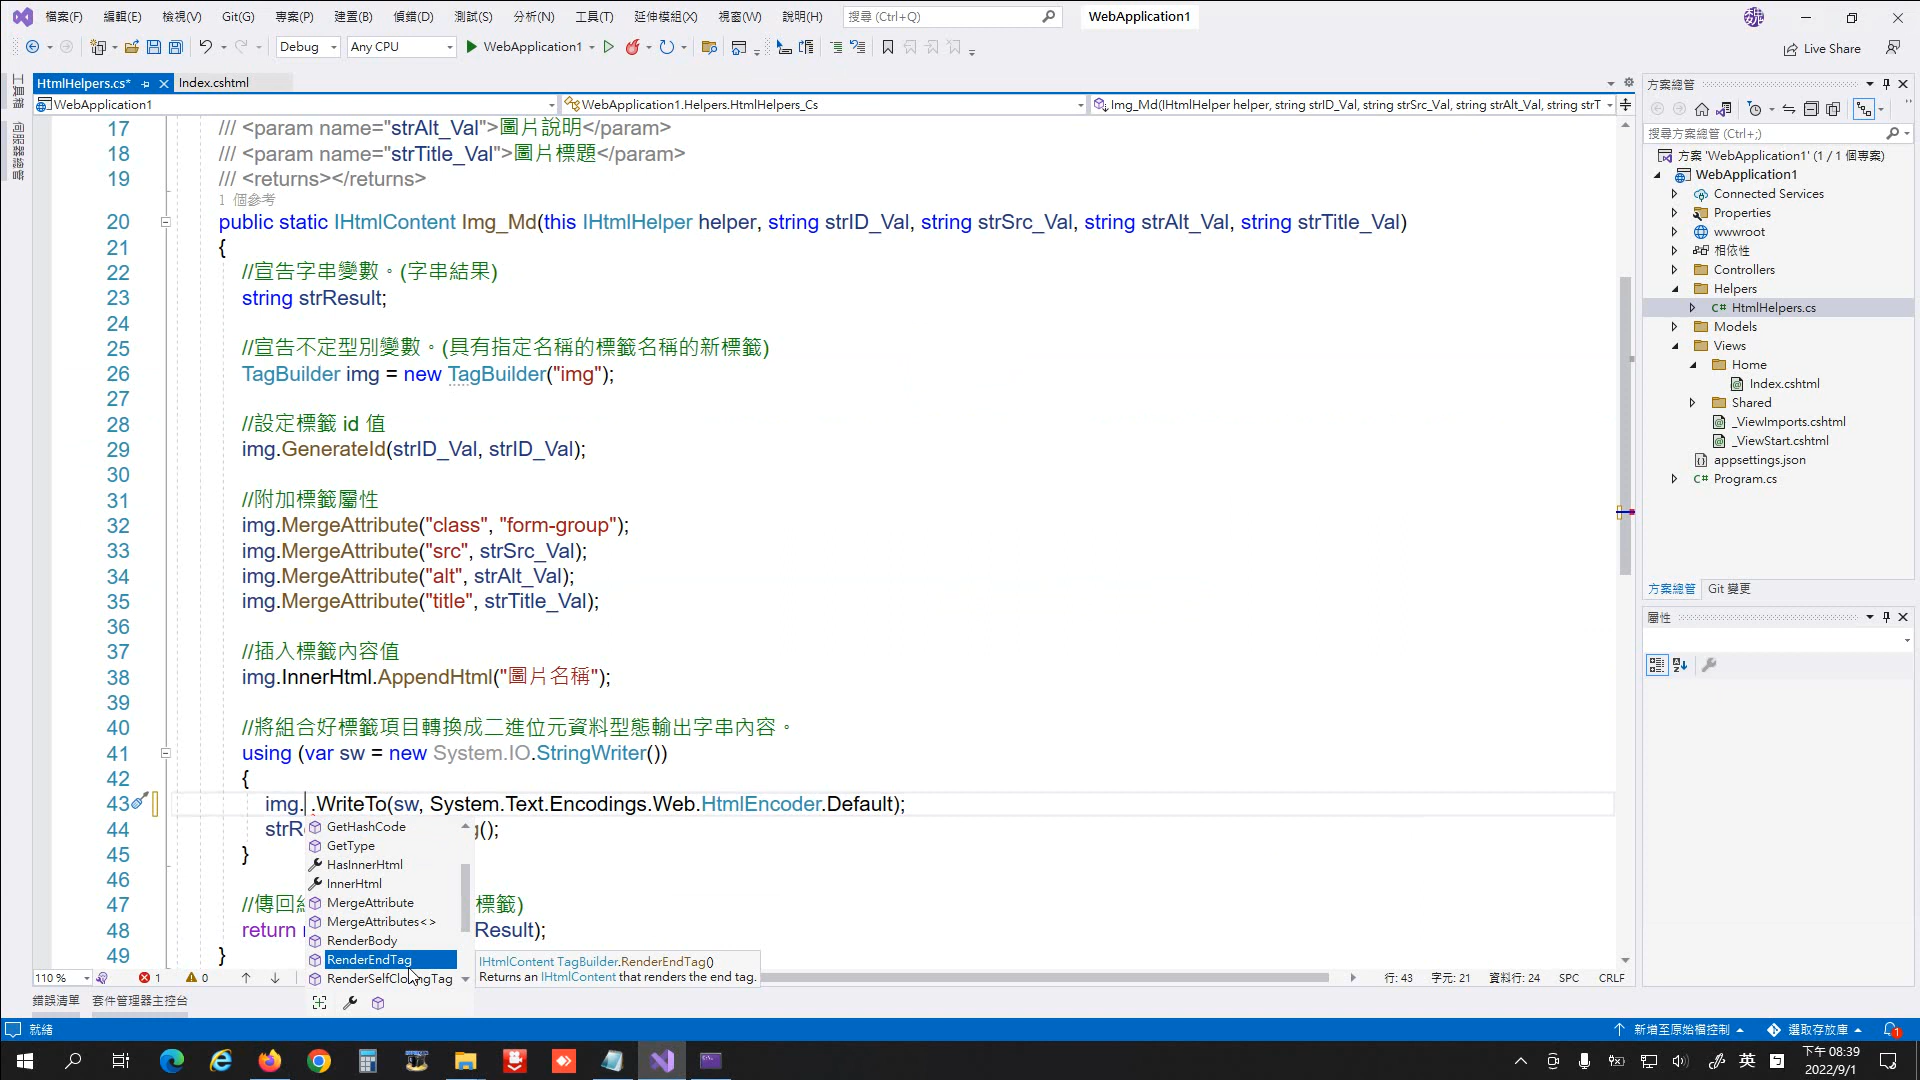 檔案(F) 編輯(E) 檢視(V) Git(G) 專案(P) 建置(B) 偵錯(D) 測試(S) 分析(N) 工具(T) 延伸模組(X) 視窗(W) 說明(H) 搜尋 (Ctrl+Q) WebApplication1
Debug Any CPU WebApplication1 Live Share
工具箱
伺服器總管
HtmlHelpers.cs* Index.cshtml
WebApplication1 WebApplication1.Helpers.HtmlHelpers_Cs Img_Md(IHtmlHelper helper, string strID_Val, string strSrc_Val, string strAlt_Val, string strT
17 /// <param name="strAlt_Val">圖片說明</param>
18 /// <param name="strTitle_Val">圖片標題</param>
19 /// <returns></returns>
1 個參考
20 public static IHtmlContent Img_Md(this IHtmlHelper helper, string strID_Val, string strSrc_Val, string strAlt_Val, string strTitle_Val)
21 {
22 //宣告字串變數。(字串結果)
23 string strResult;
24
25 //宣告不定型別變數。(具有指定名稱的標籤名稱的新標籤)
26 TagBuilder img = new TagBuilder("img");
27
28 //設定標籤 id 值
29 img.GenerateId(strID_Val, strID_Val);
30
31 //附加標籤屬性
32 img.MergeAttribute("class", "form-group");
33 img.MergeAttribute("src", strSrc_Val);
34 img.MergeAttribute("alt", strAlt_Val);
35 img.MergeAttribute("title", strTitle_Val);
36
37 //插入標籤內容值
38 img.InnerHtml.AppendHtml("圖片名稱");
39
40 //將組合好標籤項目轉換成二進位元資料型態輸出字串內容。
41 using (var sw = new System.IO.StringWriter())
42 {
43 img. .WriteTo(sw, System.Text.Encodings.Web.HtmlEncoder.Default);
44 strR g();
45 }
46
47 //傳回 標籤)
48 return Result);
49 }
GetHashCode
GetType
HasInnerHtml
InnerHtml
MergeAttribute
MergeAttributes<>
RenderBody
RenderEndTag
RenderSelfClosingTag
IHtmlContent TagBuilder.RenderEndTag()
Returns an IHtmlContent that renders the end tag.
110 % 1 0 行: 43 字元: 21 資料行: 24 SPC CRLF
錯誤清單 套件管理器主控台
就緒 新增至原始檔控制 選取存放庫 1
方案總管
搜尋方案總管 (Ctrl+;)
方案 'WebApplication1' (1 / 1 個專案)
WebApplication1
Connected Services
Properties
wwwroot
相依性
Controllers
Helpers
C# HtmlHelpers.cs
Models
Views
Home
Index.cshtml
Shared
_ViewImports.cshtml
_ViewStart.cshtml
appsettings.json
C# Program.cs
方案總管 Git 變更
屬性
英
下午 08:39
2022/9/1